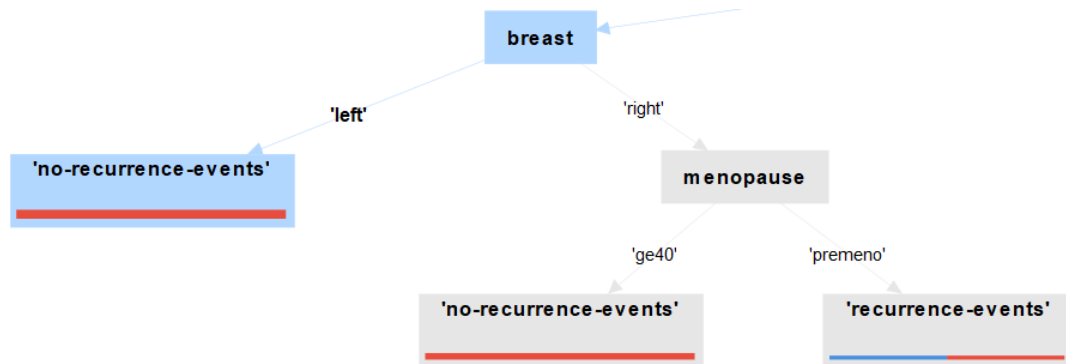 breast
'left'
'right'
'no-recurrence-events'
menopause
'ge40'
'premeno'
'no-recurrence-events'
'recurrence-events'